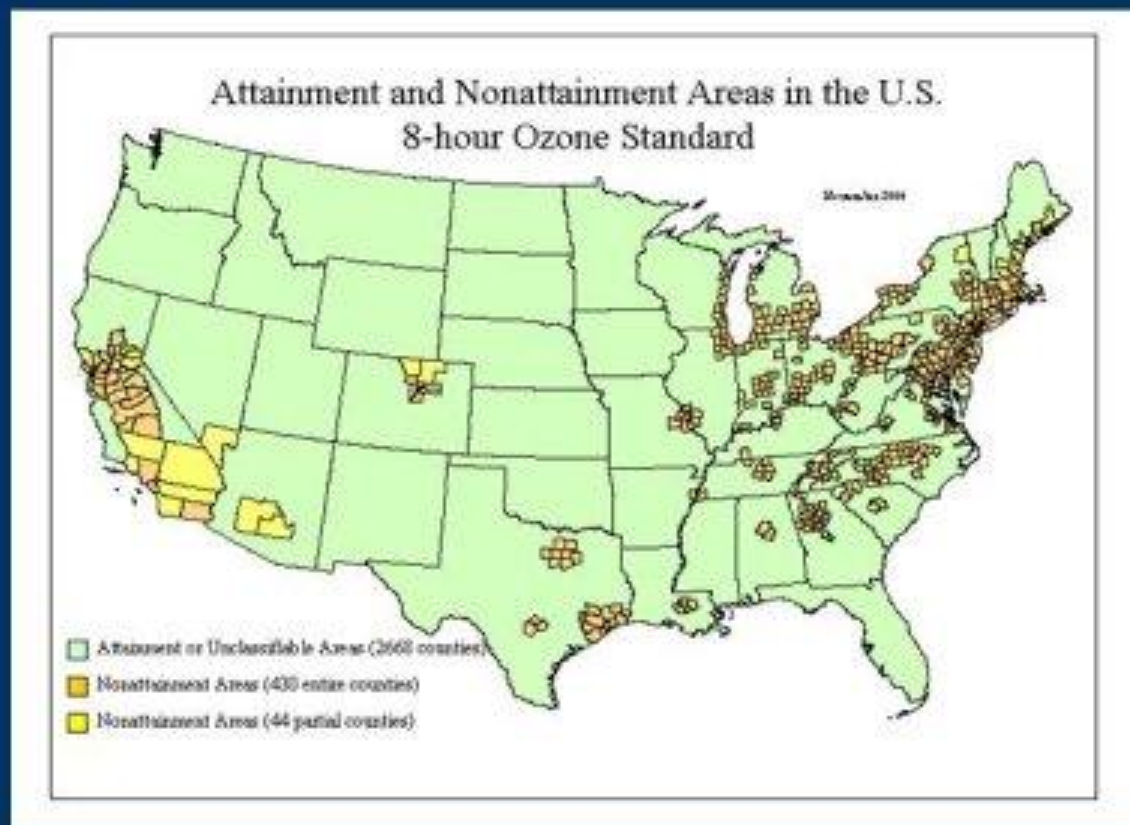 Attainment and Nonattainment Areas in the U.S.
8-hour Ozone Standard
Attainment or Unclassifiable Areas (2668 counties)
Nonattainment Areas (430 entire counties)
Nonattainment Areas (44 partial counties)